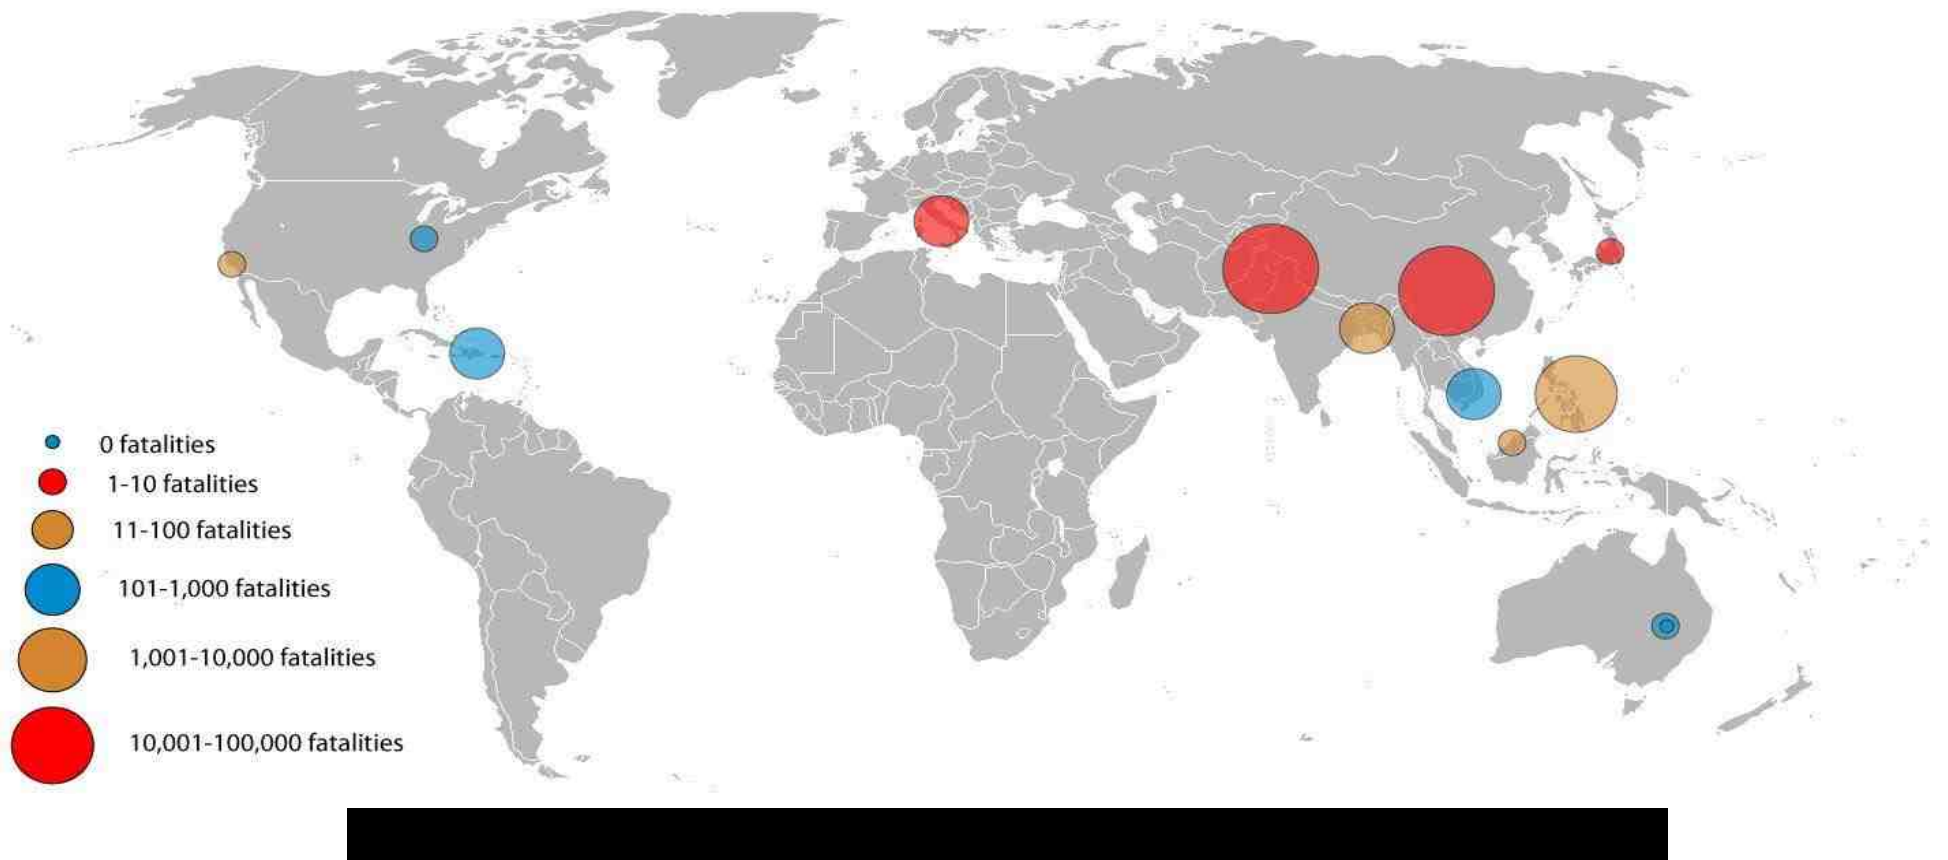 0 fatalities
1-10 fatalities
11-100 fatalities
101-1,000 fatalities
1,001-10,000 fatalities
10,001-100,000 fatalities